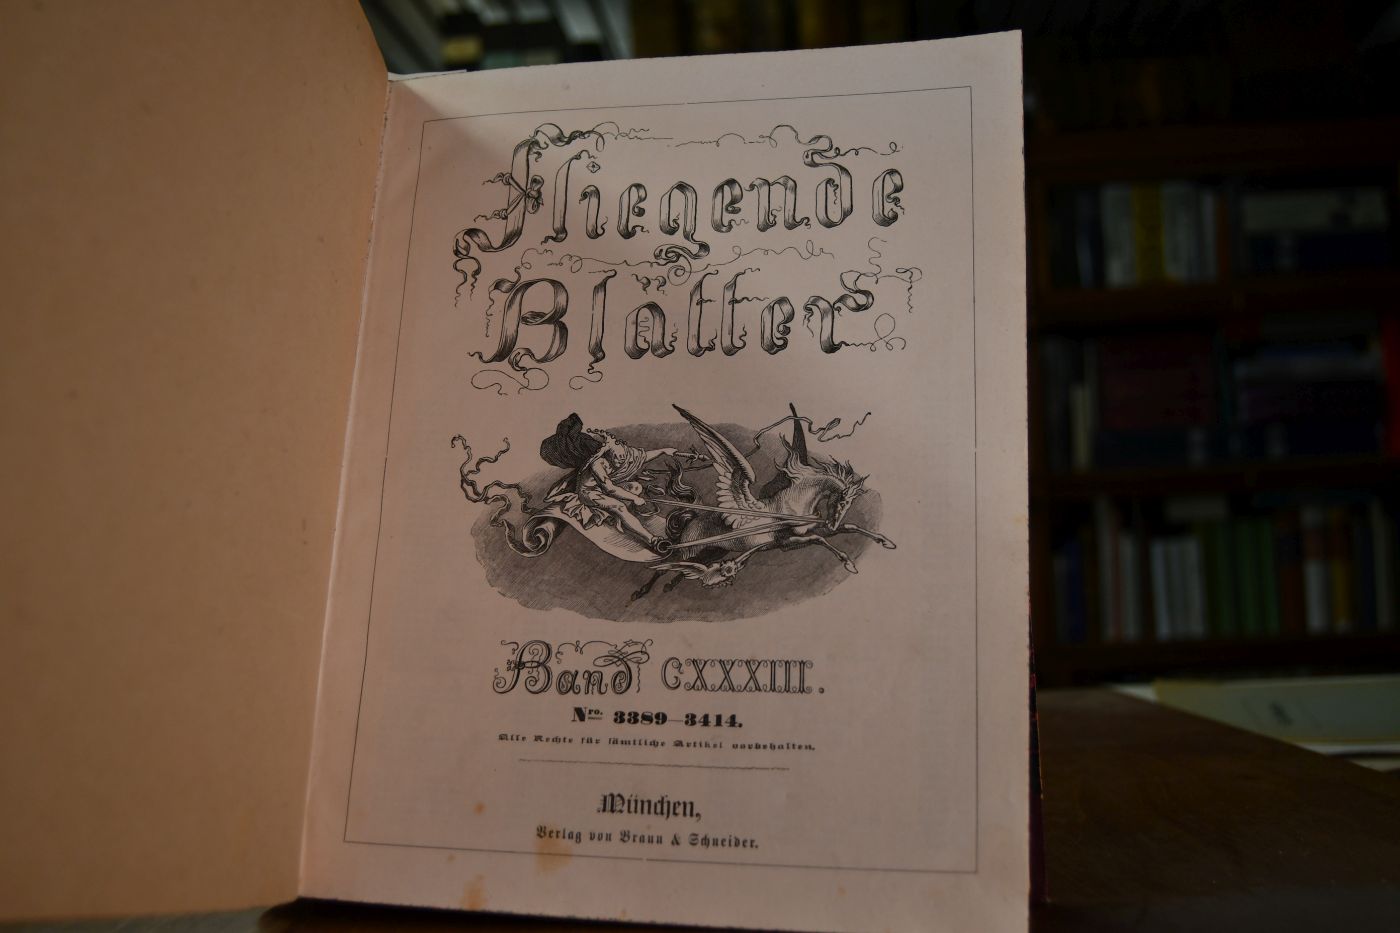 Fliegende
Blätter
Band CXXXIII.
Nro. 3389—3414.
Alle Rechte für sämtliche Artikel vorbehalten.
München,
Verlag von Braun & Schneider.